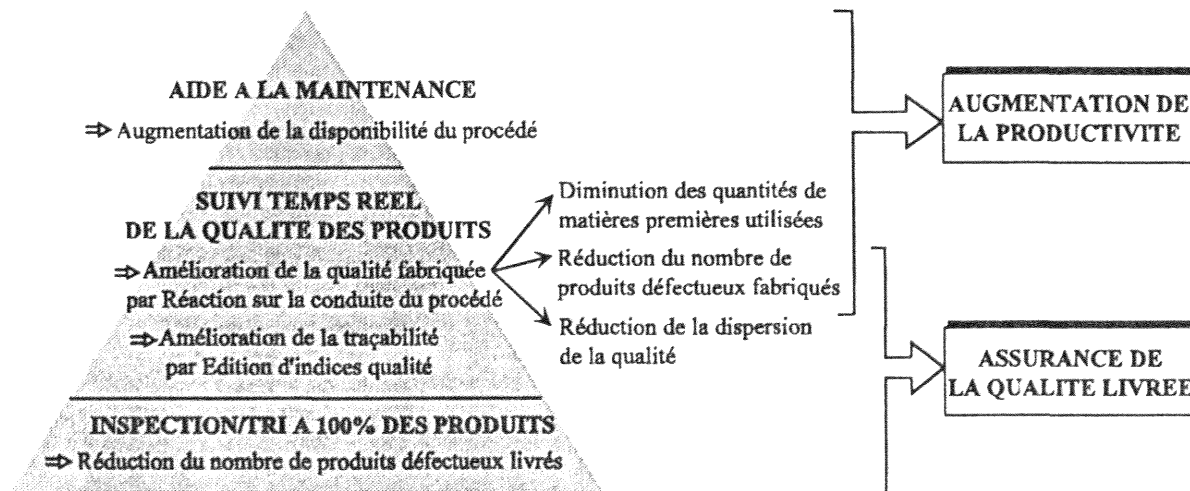 AIDE A LA MAINTENANCE
⇒ Augmentation de la disponibilité du procédé
SUIVI TEMPS REEL
DE LA QUALITE DES PRODUITS
⇒ Amélioration de la qualité fabriquée
par Réaction sur la conduite du procédé
⇒ Amélioration de la traçabilité
par Edition d'indices qualité
INSPECTION/TRI A 100% DES PRODUITS
⇒ Réduction du nombre de produits défectueux livrés
Diminution des quantités de
matières premières utilisées
Réduction du nombre de
produits défectueux fabriqués
Réduction de la dispersion
de la qualité
AUGMENTATION DE
LA PRODUCTIVITE
ASSURANCE DE
LA QUALITE LIVREE